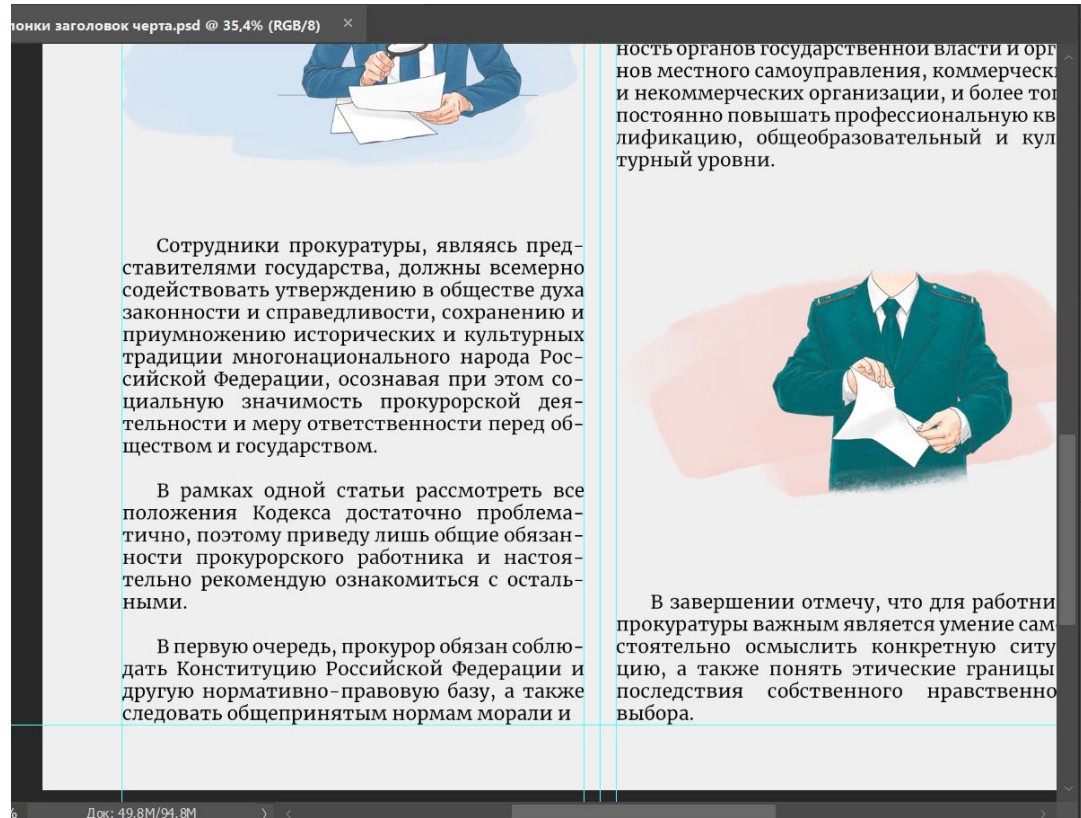 лонки заголовок черта.psd @ 35,4% (RGB/8) ×
Сотрудники прокуратуры, являясь пред-
ставителями государства, должны всемерно
содействовать утверждению в обществе духа
законности и справедливости, сохранению и
приумножению исторических и культурных
традиции многонационального народа Рос-
сийской Федерации, осознавая при этом со-
циальную значимость прокурорской дея-
тельности и меру ответственности перед об-
ществом и государством.
В рамках одной статьи рассмотреть все
положения Кодекса достаточно проблема-
тично, поэтому приведу лишь общие обязан-
ности прокурорского работника и настоя-
тельно рекомендую ознакомиться с осталь-
ными.
В первую очередь, прокурор обязан соблю-
дать Конституцию Российской Федерации и
другую нормативно-правовую базу, а также
следовать общепринятым нормам морали и
ность органов государственной власти и орг
нов местного самоуправления, коммерческ
и некоммерческих организации, и более тог
постоянно повышать профессиональную кв
лификацию, общеобразовательный и кул
турный уровни.
В завершении отмечу, что для работни
прокуратуры важным является умение сам
стоятельно осмыслить конкретную ситу
цию, а также понять этические границы
последствия собственного нравственно
выбора.
% Док: 49,8M/94,8M